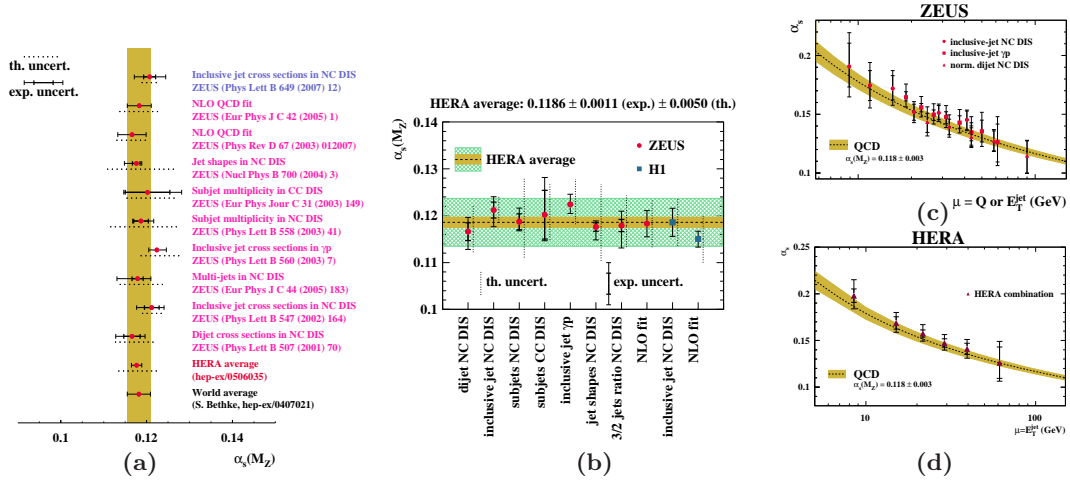 th. uncert.
exp. uncert.
Inclusive jet cross sections in NC DIS
ZEUS (Phys Lett B 649 (2007) 12)
NLO QCD fit
ZEUS (Eur Phys J C 42 (2005) 1)
NLO QCD fit
ZEUS (Phys Rev D 67 (2003) 012007)
Jet shapes in NC DIS
ZEUS (Nucl Phys B 700 (2004) 3)
Subjet multiplicity in CC DIS
ZEUS (Eur Phys Jour C 31 (2003) 149)
Subjet multiplicity in NC DIS
ZEUS (Phys Lett B 558 (2003) 41)
Inclusive jet cross sections in γp
ZEUS (Phys Lett B 560 (2003) 7)
Multi-jets in NC DIS
ZEUS (Eur Phys J C 44 (2005) 183)
Inclusive jet cross sections in NC DIS
ZEUS (Phys Lett B 547 (2002) 164)
Dijet cross sections in NC DIS
ZEUS (Phys Lett B 507 (2001) 70)
HERA average
(hep-ex/0506035)
World average
(S. Bethke, hep-ex/0407021)
0.1 0.12 0.14
(a) αs(MZ)
HERA average: 0.1186 ± 0.0011 (exp.) ± 0.0050 (th.)
αs(MZ)
0.14
0.13
0.12
0.11
0.1
HERA average
ZEUS
H1
th. uncert.
exp. uncert.
dijet NC DIS
inclusive jet NC DIS
subjets NC DIS
subjets CC DIS
inclusive jet γp
jet shapes NC DIS
3/2 jets ratio NC DIS
NLO fit
inclusive jet NC DIS
NLO fit
(b)
ZEUS
αs
0.2
0.15
0.1
inclusive-jet NC DIS
inclusive-jet γp
norm. dijet NC DIS
QCD
αs(MZ) = 0.118 ± 0.003
(c)
10 100
μ = Q or ETjet (GeV)
HERA
αs
0.25
0.2
0.15
0.1
HERA combination
QCD
αs(MZ) = 0.118 ± 0.003
10 100
μ=ETjet (GeV)
(d)